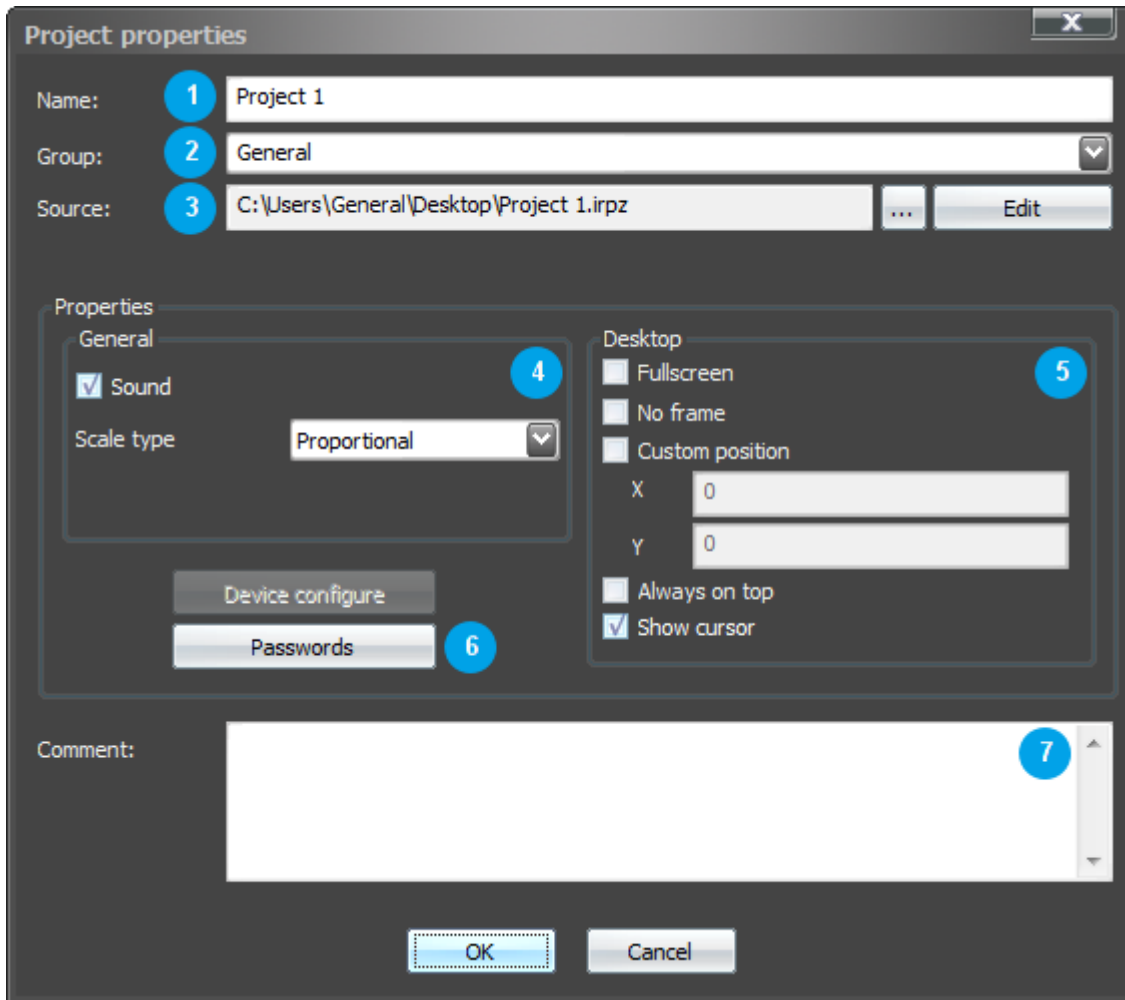 Project properties
X
Name: 1 Project 1
Group: 2 General
Source: 3 C:\Users\General\Desktop\Project 1.irpz ... Edit
Properties
General 4
Sound
Scale type Proportional
Device configure
Passwords 6
Desktop 5
Fullscreen
No frame
Custom position
X 0
Y 0
Always on top
Show cursor
Comment: 7
OK Cancel